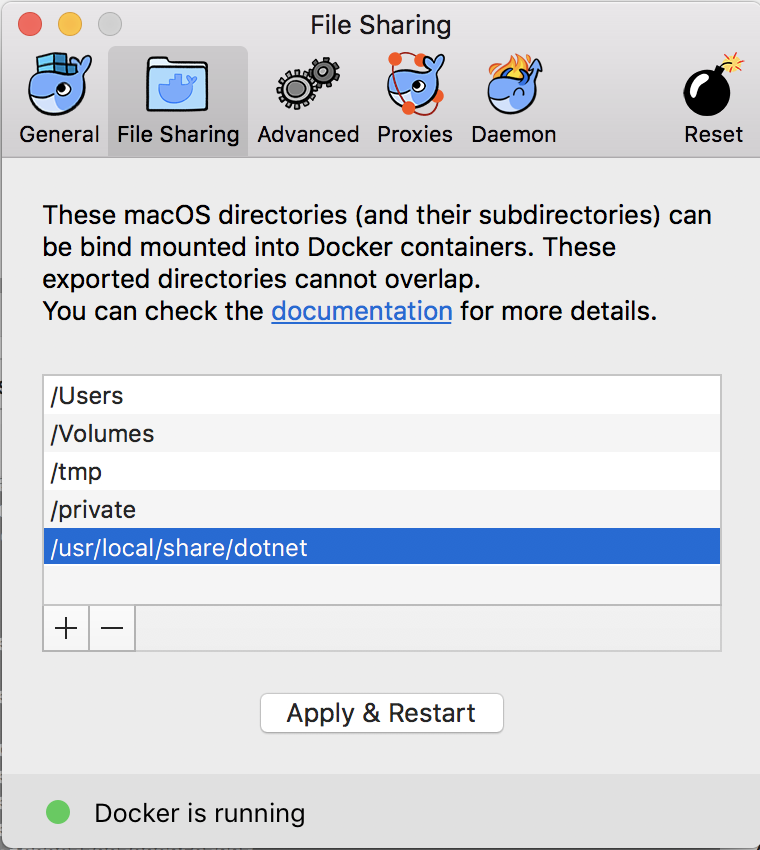 File Sharing
General
File Sharing
Advanced
Proxies
Daemon
Reset
These macOS directories (and their subdirectories) can
be bind mounted into Docker containers. These
exported directories cannot overlap.
You can check the documentation for more details.
/Users
/Volumes
/tmp
/private
/usr/local/share/dotnet
Apply & Restart
Docker is running